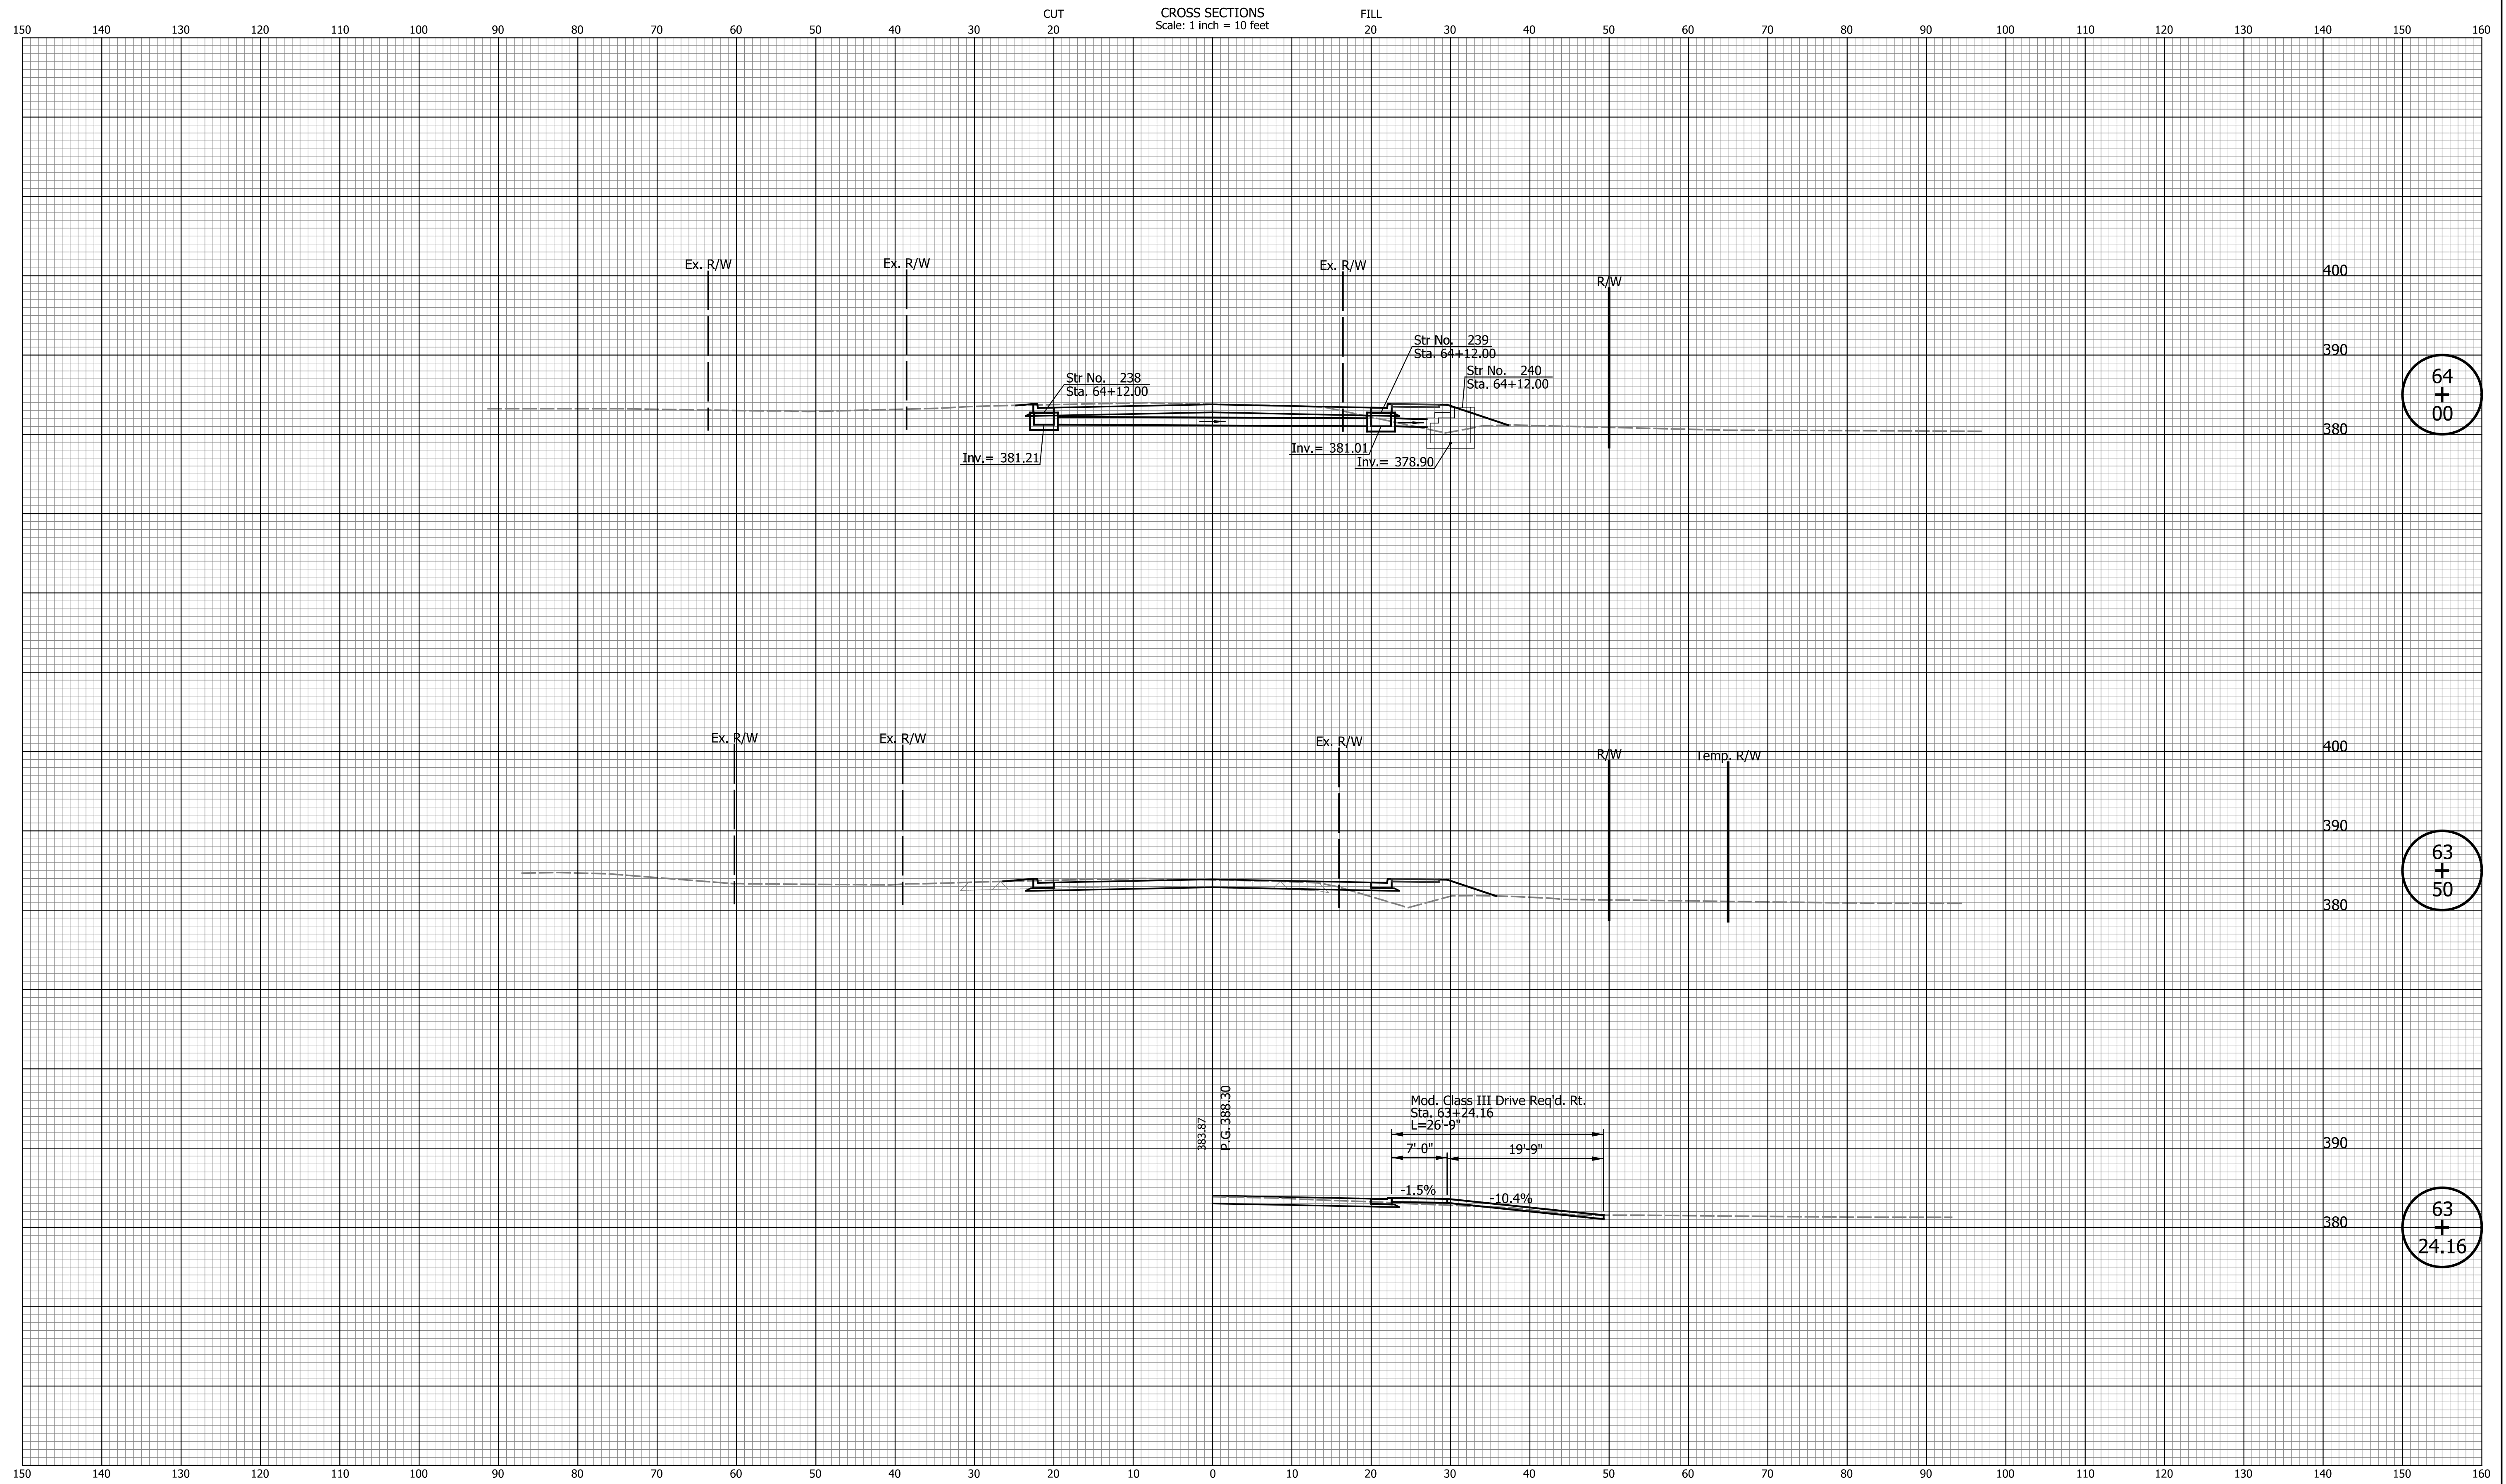 CUT
CROSS SECTIONS
FILL
Scale: 1 inch = 10 feet
150 140 130 120 110 100 90 80 70 60 50 40 30 20 10 0 10 20 30 40 50 60 70 80 90 100 110 120 130 140 150 160
Ex. R/W
Ex. R/W
Ex. R/W
R/W
400
390
380
64
+
00
Str No. 238
Sta. 64+12.00
Str No. 239
Sta. 64+12.00
Str No. 240
Sta. 64+12.00
Inv.= 381.21
Inv.= 381.01
Inv.= 378.90
Ex. R/W
Ex. R/W
Ex. R/W
R/W
Temp. R/W
400
390
380
63
+
50
383.87
P.G. 388.30
Mod. Class III Drive Req'd. Rt.
Sta. 63+24.16
L=26'-9"
7'-0"
19'-9"
-1.5%
-10.4%
390
380
63
+
24.16
150 140 130 120 110 100 90 80 70 60 50 40 30 20 10 0 10 20 30 40 50 60 70 80 90 100 110 120 130 140 150 160